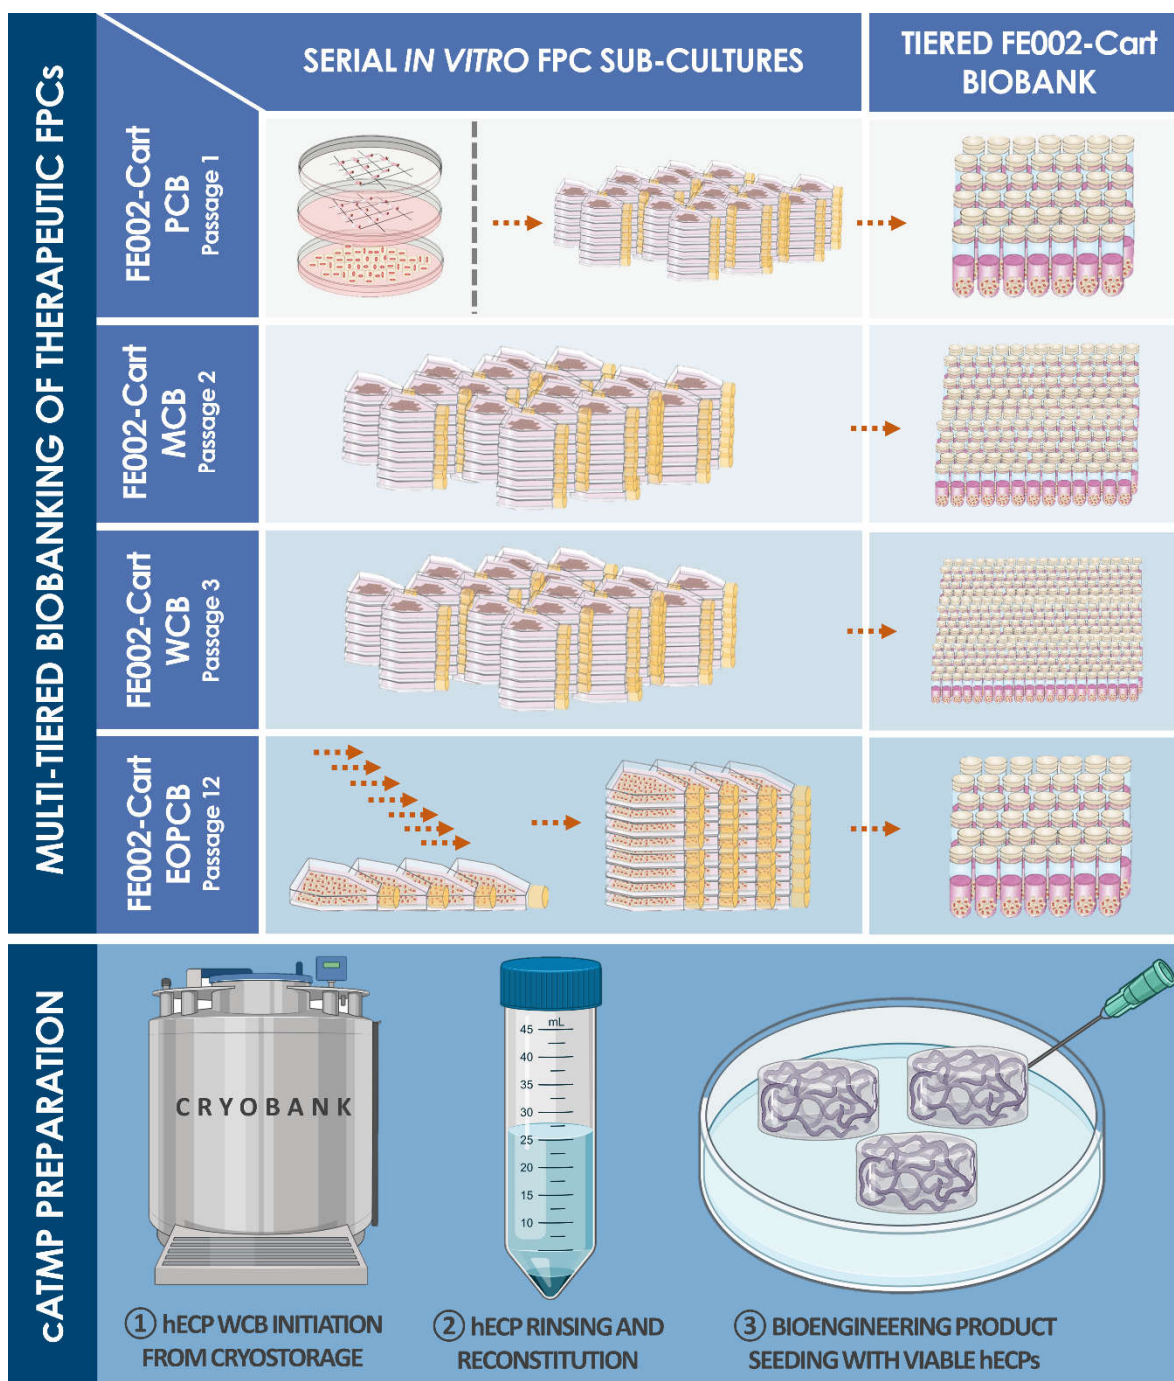 MULTI-TIERED BIOBANKING OF THERAPEUTIC FPCs
SERIAL IN VITRO FPC SUB-CULTURES
TIERED FE002-Cart
BIOBANK
FE002-Cart
PCB
Passage 1
FE002-Cart
MCB
Passage 2
FE002-Cart
WCB
Passage 3
FE002-Cart
EOPCB
Passage 12
cATMP PREPARATION
CRYOBANK
mL
45
40
35
30
25
20
15
10
① hECP WCB INITIATION
FROM CRYOSTORAGE
② hECP RINSING AND
RECONSTITUTION
③ BIOENGINEERING PRODUCT
SEEDING WITH VIABLE hECPs